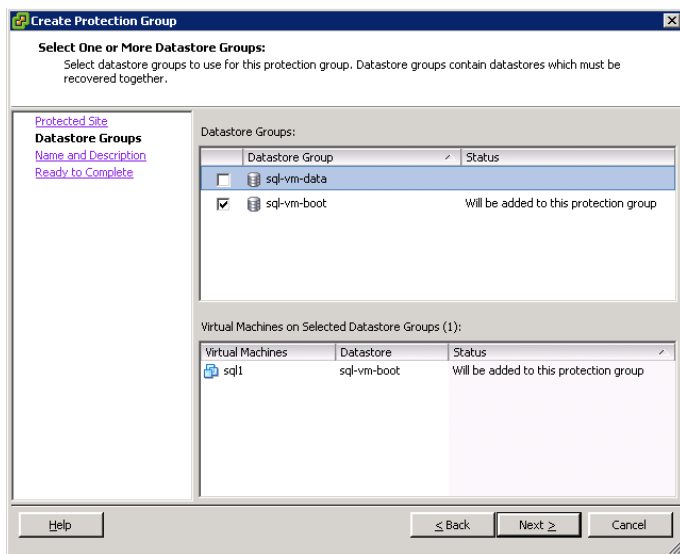 Create Protection Group
Select One or More Datastore Groups:
Select datastore groups to use for this protection group. Datastore groups contain datastores which must be
recovered together.
Protected Site
Datastore Groups
Name and Description
Ready to Complete
Datastore Groups:
Datastore Group Status
sql-vm-data
sql-vm-boot Will be added to this protection group
Virtual Machines on Selected Datastore Groups (1):
Virtual Machines Datastore Status
sql1 sql-vm-boot Will be added to this protection group
Help ≤ Back Next ≥ Cancel